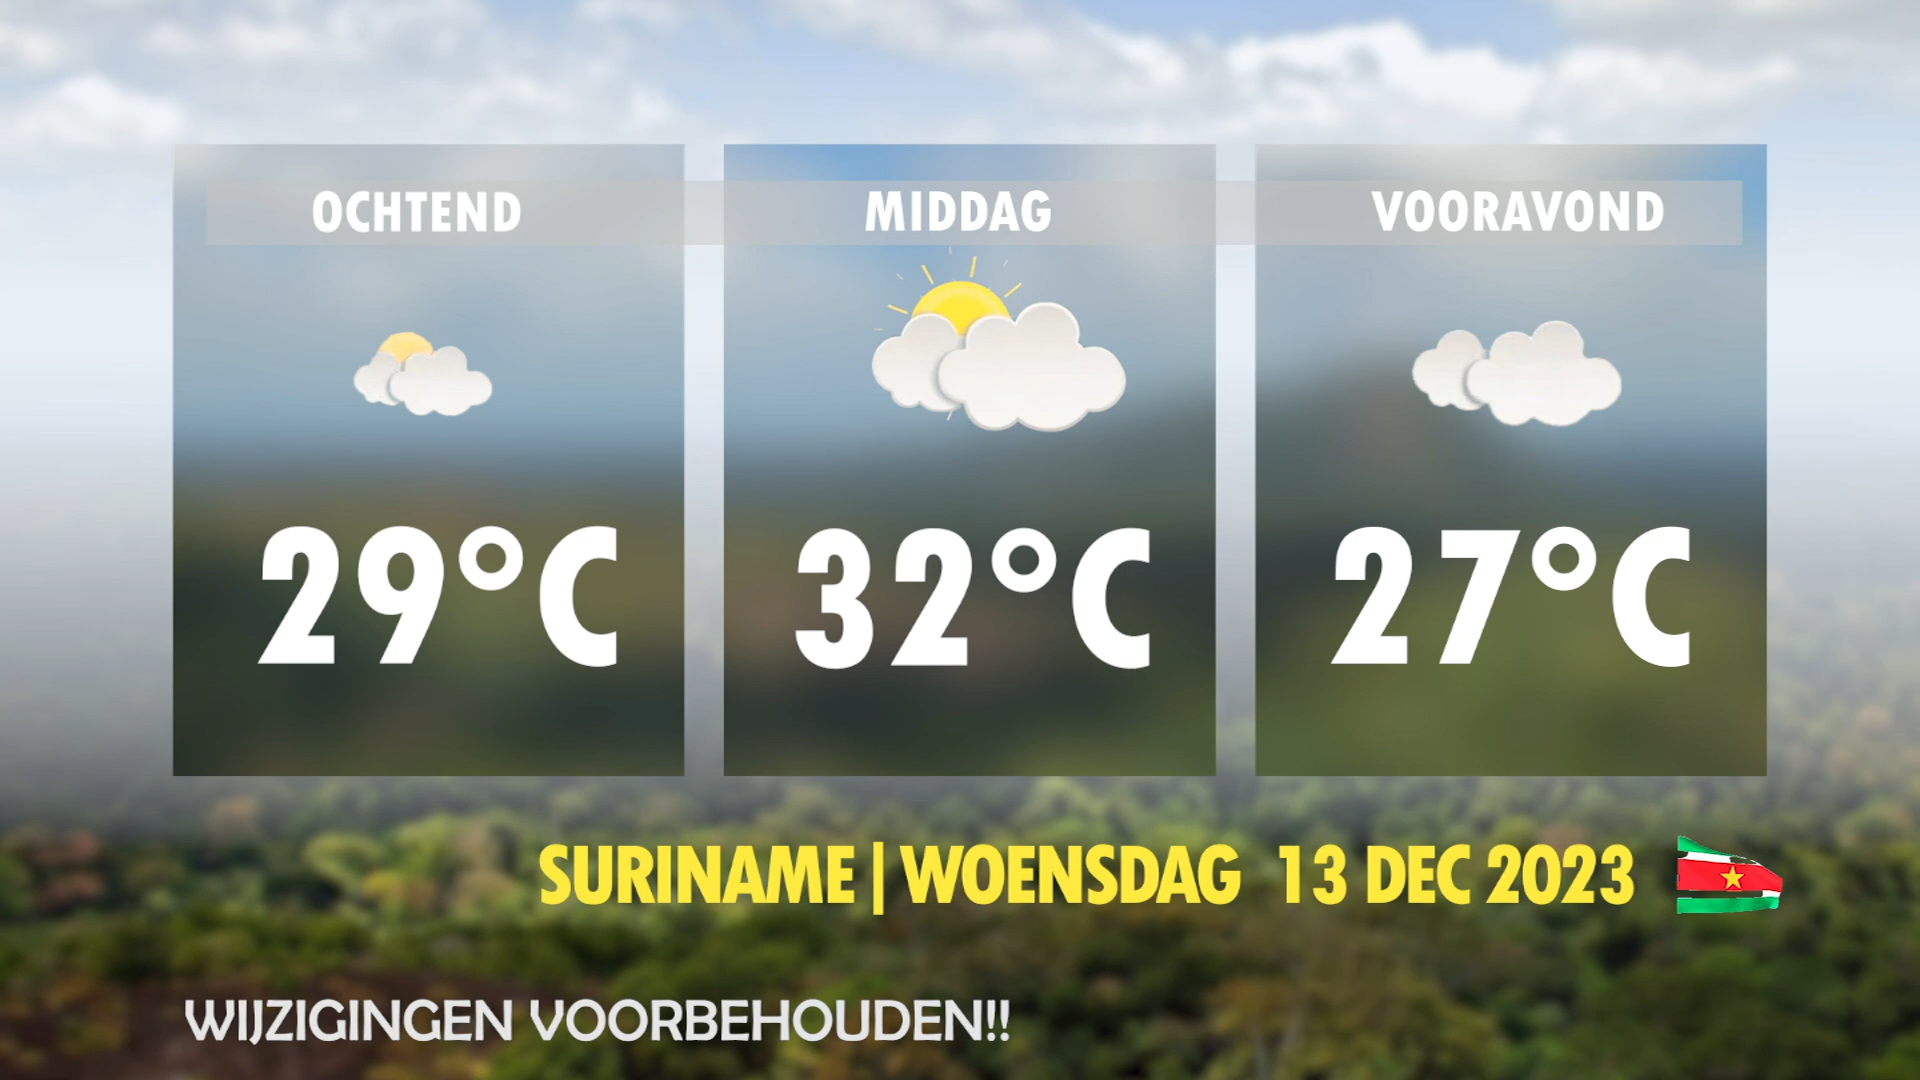 OCHTEND
MIDDAG
VOORAVOND
29°C
32°C
27°C
SURINAME | WOENSDAG 13 DEC 2023
WIJZIGINGEN VOORBEHOUDEN!!